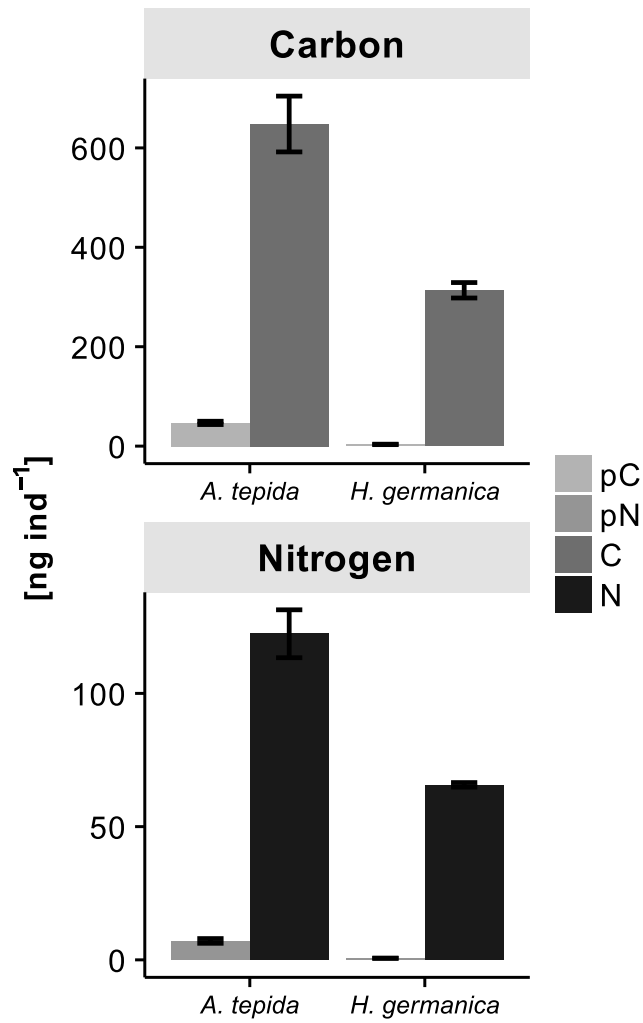 Carbon
600
400
200
0
A. tepida H. germanica
[ng ind⁻¹]
pC
pN
C
N
Nitrogen
100
50
0
A. tepida H. germanica